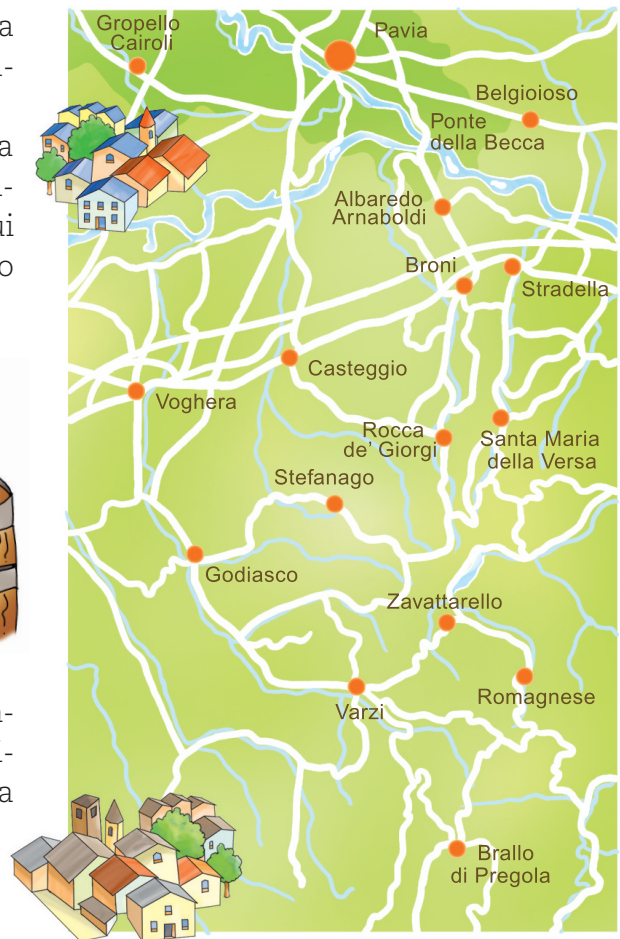 a
-
a
-
ui
o
-
-
a
Gropello
Cairoli
Pavia
Belgioioso
Ponte
della Becca
Albaredo
Arnaboldi
Broni
Stradella
Casteggio
Voghera
Rocca
de' Giorgi
Santa Maria
della Versa
Stefanago
Godiasco
Zavattarello
Romagnese
Varzi
Brallo
di Pregola